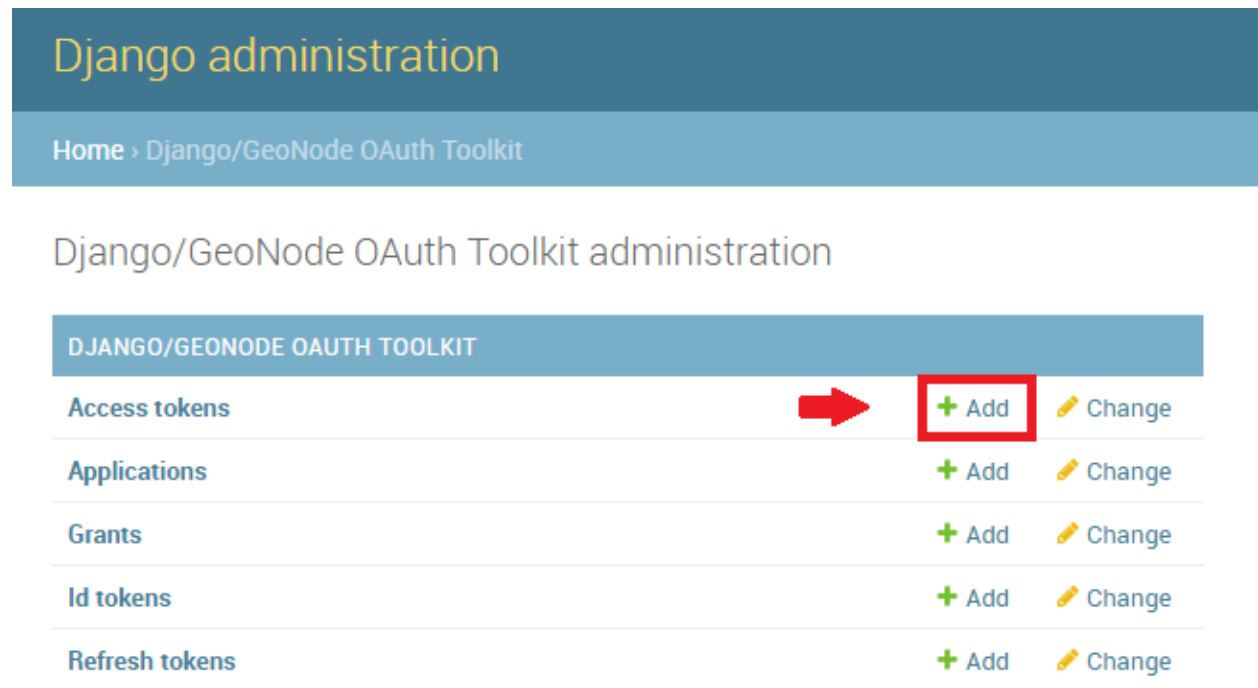 Django administration
Home › Django/GeoNode OAuth Toolkit
Django/GeoNode OAuth Toolkit administration
DJANGO/GEONODE OAUTH TOOLKIT
Access tokens + Add Change
Applications + Add Change
Grants + Add Change
Id tokens + Add Change
Refresh tokens + Add Change